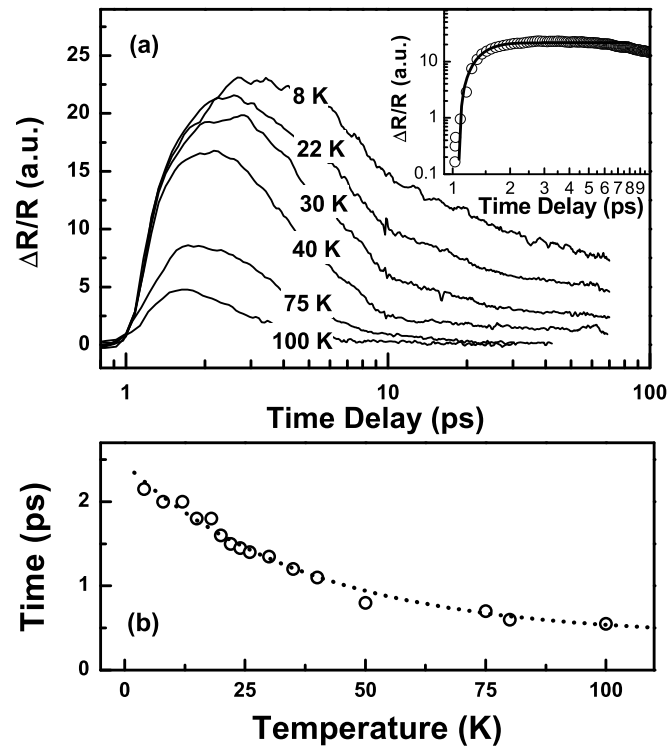 (a)
25
20
15
10
5
0
ΔR/R (a.u.)
8 K
22 K
30 K
40 K
75 K
100 K
1
10
100
Time Delay (ps)
10
1
0.1
ΔR/R (a.u.)
1 2 3 4 5 6 7 8 9
Time Delay (ps)
(b)
2
1
0
Time (ps)
0 25 50 75 100
Temperature (K)